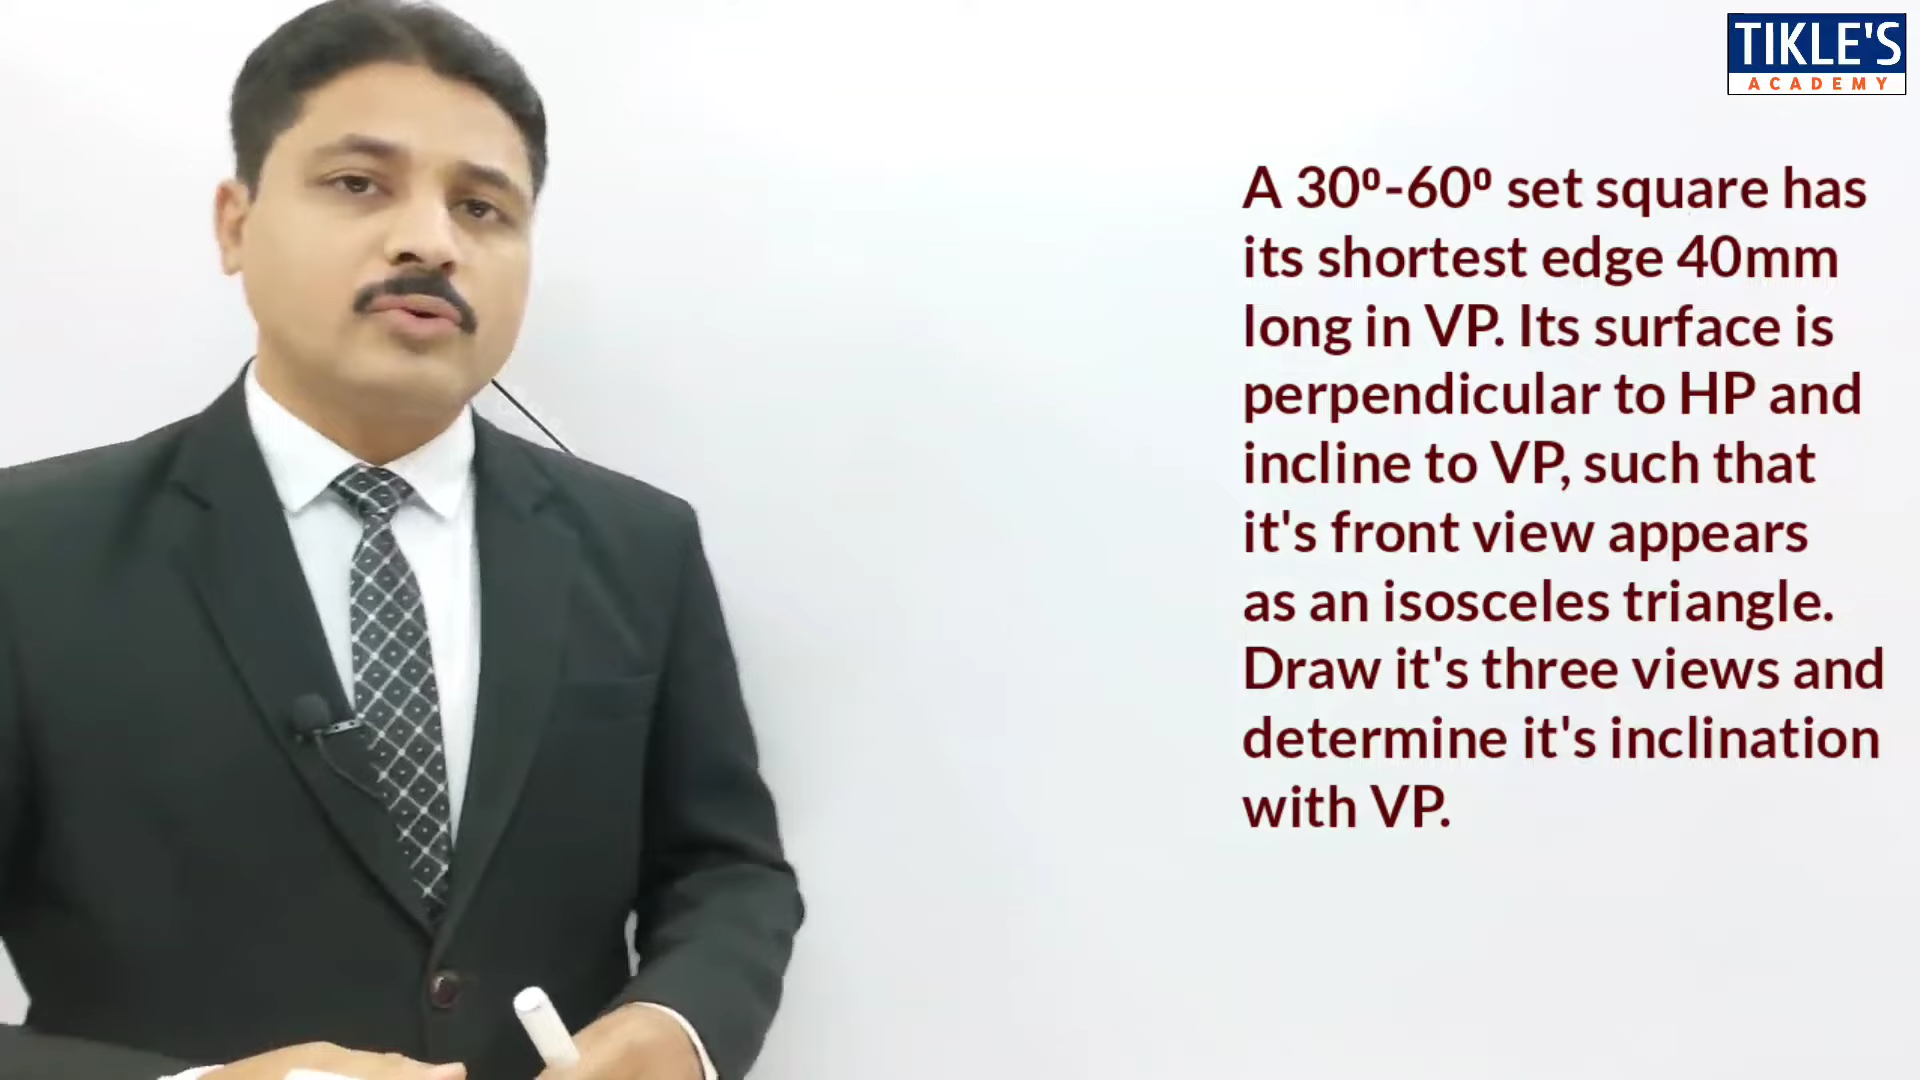 TIKLE'S
ACADEMY
A 30⁰-60⁰ set square has
its shortest edge 40mm
long in VP. Its surface is
perpendicular to HP and
incline to VP, such that
it's front view appears
as an isosceles triangle.
Draw it's three views and
determine it's inclination
with VP.